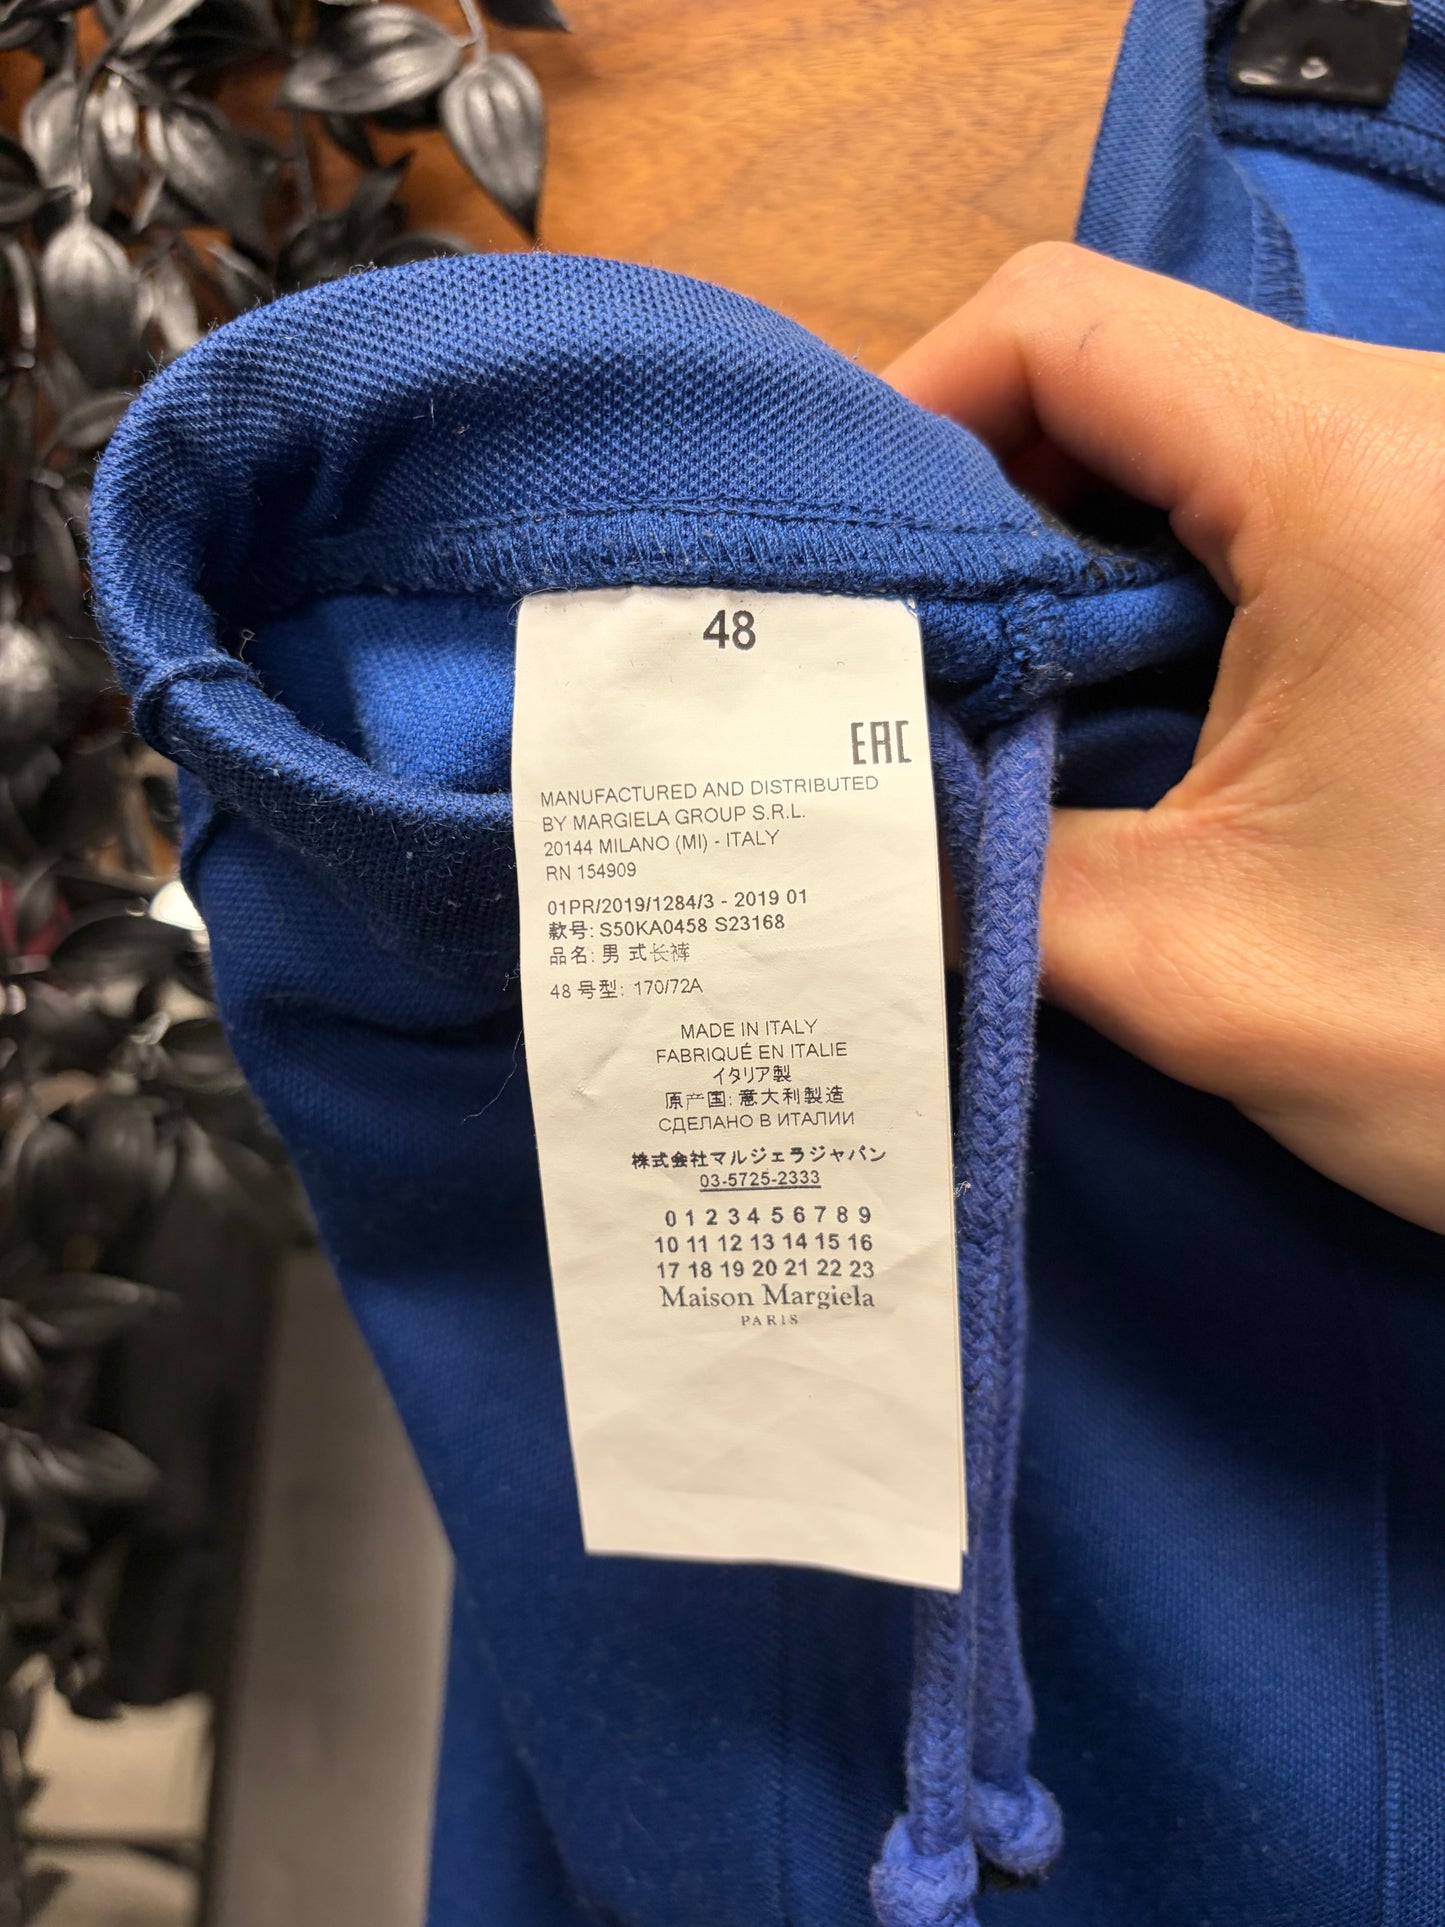 48
EAC
MANUFACTURED AND DISTRIBUTED
BY MARGIELA GROUP S.R.L.
20144 MILANO (MI) - ITALY
RN 154909
01PR/2019/1284/3 - 2019 01
款号: S50KA0458 S23168
品名: 男 式长裤
48 号型: 170/72A
MADE IN ITALY
FABRIQUÉ EN ITALIE
イタリア製
原产国: 意大利製造
СДЕЛАНО В ИТАЛИИ
株式会社マルジェラジャパン
03-5725-2333
0 1 2 3 4 5 6 7 8 9
10 11 12 13 14 15 16
17 18 19 20 21 22 23
Maison Margiela
PARIS